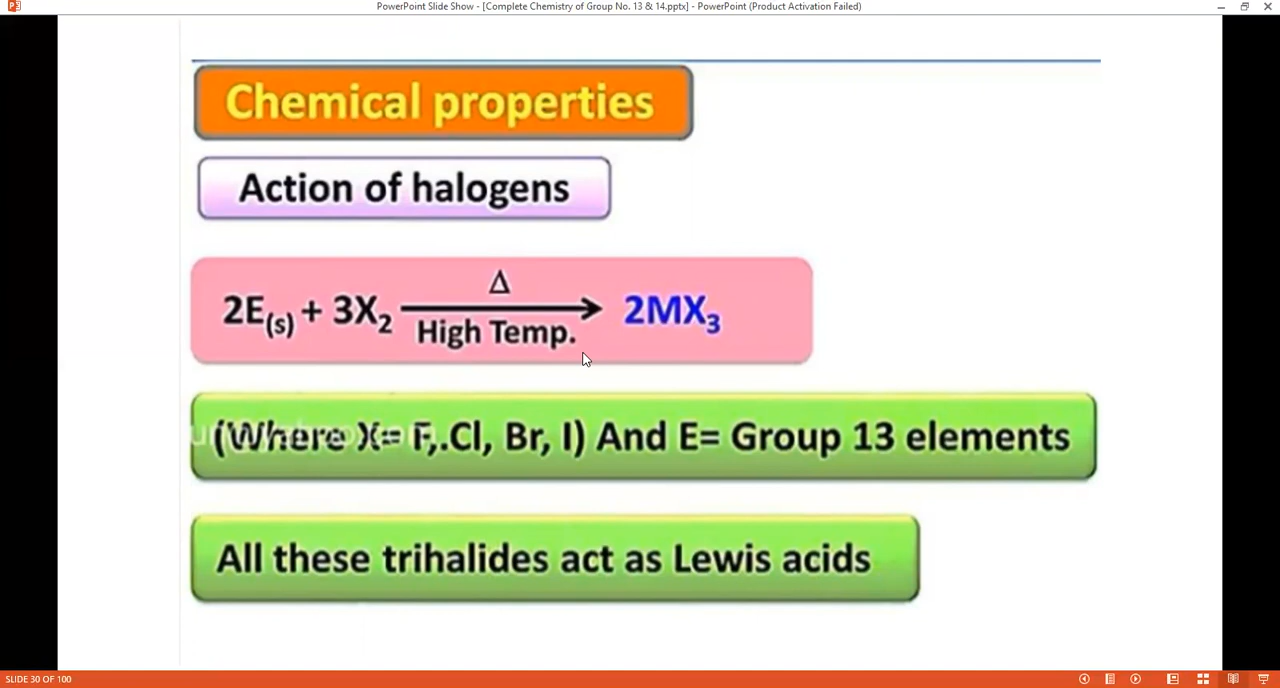 PowerPoint Slide Show - [Complete Chemistry of Group No. 13 & 14.pptx] - PowerPoint (Product Activation Failed)
Chemical properties
Action of halogens
Δ
2E(s) + 3X2 → 2MX3
High Temp.
(Where X= F,.Cl, Br, I) And E= Group 13 elements
All these trihalides act as Lewis acids
SLIDE 30 OF 100